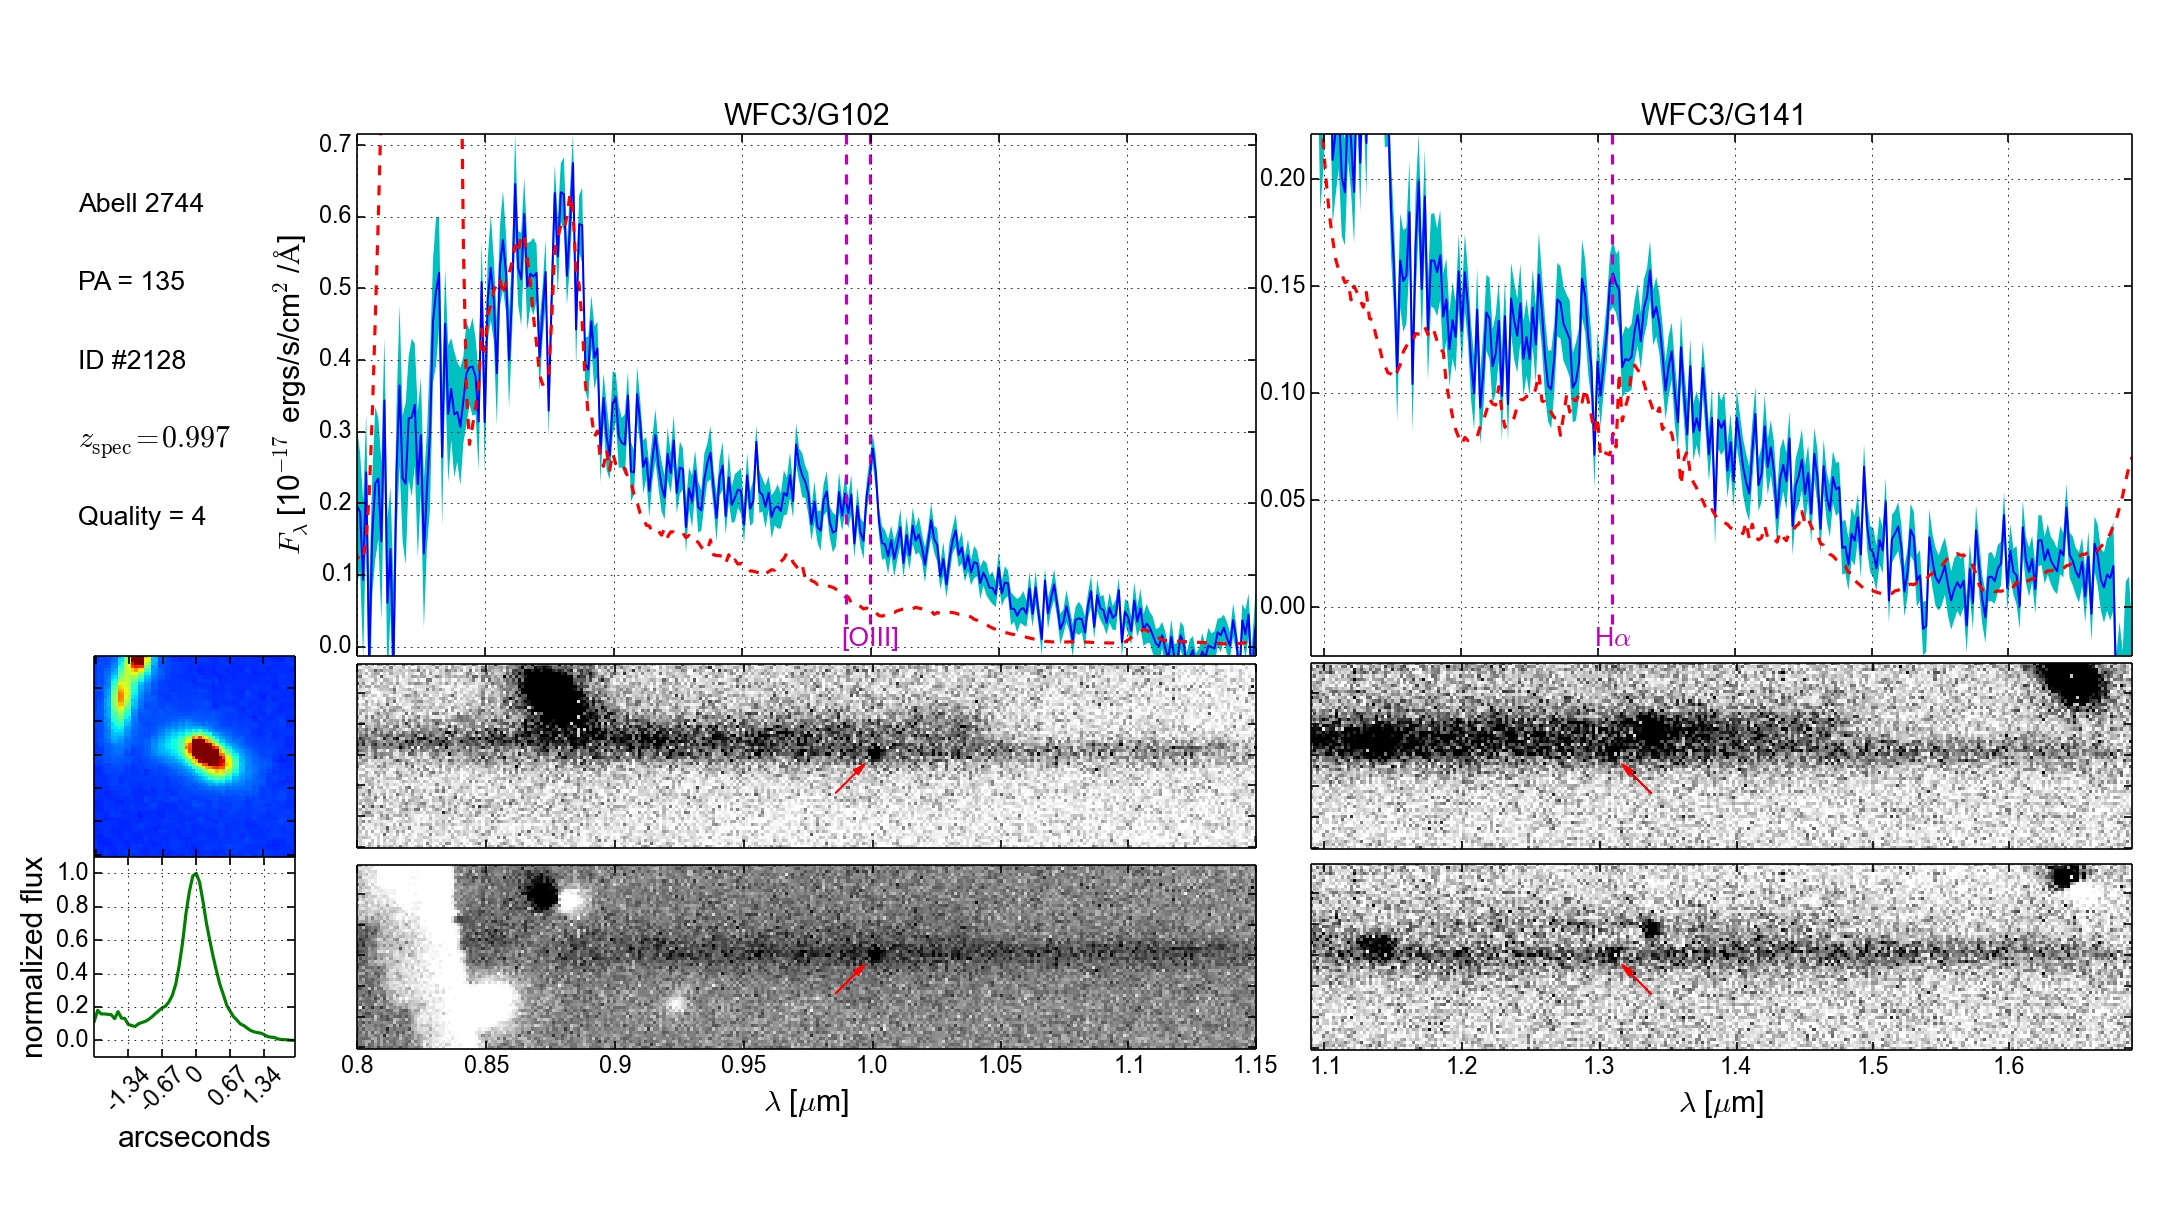 WFC3/G102
WFC3/G141
Abell 2744
PA = 135
ID #2128
z_spec = 0.997
Quality = 4
F_λ [10^−17 ergs/s/cm^2 /Å]
0.7
0.6
0.5
0.4
0.3
0.2
0.1
0.0
[OIII]
0.20
0.15
0.10
0.05
0.00
Hα
normalized flux
1.0
0.8
0.6
0.4
0.2
0.0
-1.34
-0.67
0
0.67
1.34
arcseconds
0.8
0.85
0.9
0.95
1.0
1.05
1.1
1.15
λ [μm]
1.1
1.2
1.3
1.4
1.5
1.6
λ [μm]